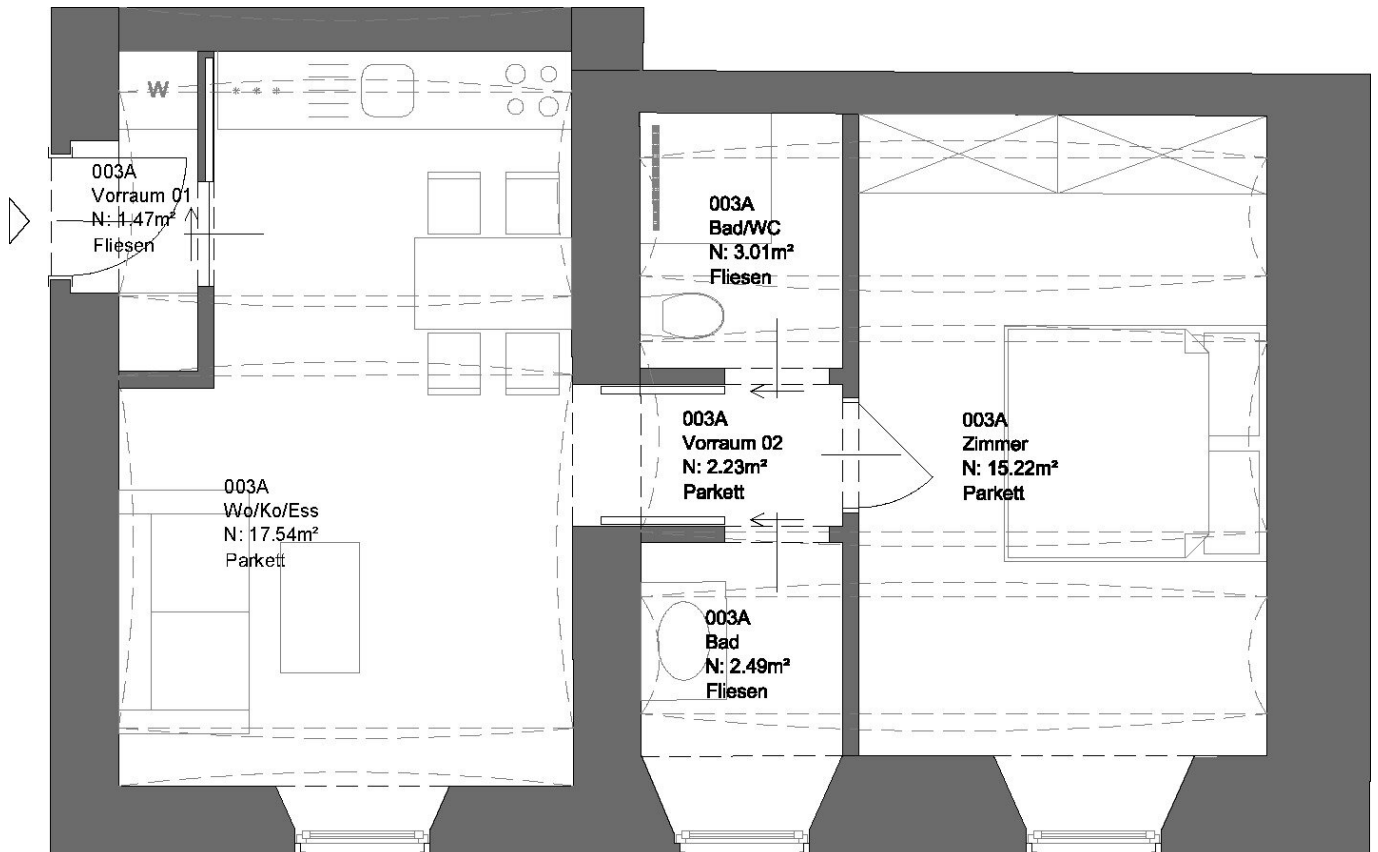 W
* * *
003A
Vorraum 01
N: 1.47m²
Fliesen
003A
Bad/WC
N: 3.01m²
Fliesen
003A
Vorraum 02
N: 2.23m²
Parkett
003A
Zimmer
N: 15.22m²
Parkett
003A
Wo/Ko/Ess
N: 17.54m²
Parkett
003A
Bad
N: 2.49m²
Fliesen